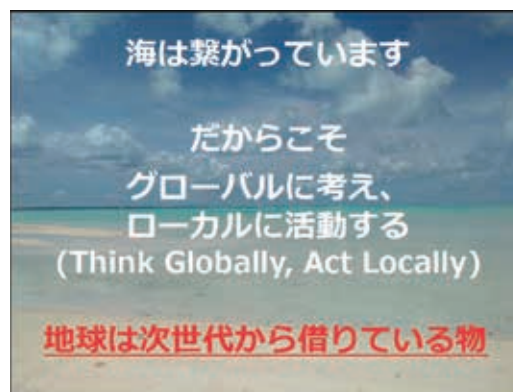 海は繋がっています
だからこそ
グローバルに考え、
ローカルに活動する
(Think Globally, Act Locally)
地球は次世代から借りている物